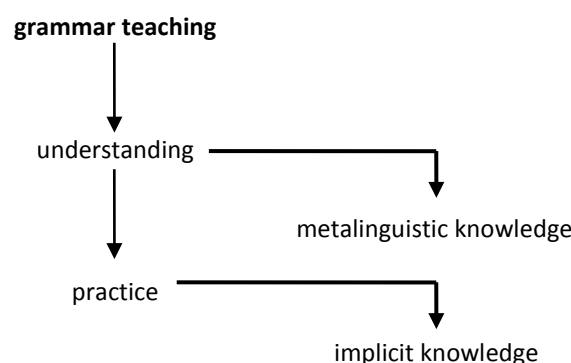 grammar teaching
understanding
metalinguistic knowledge
practice
implicit knowledge